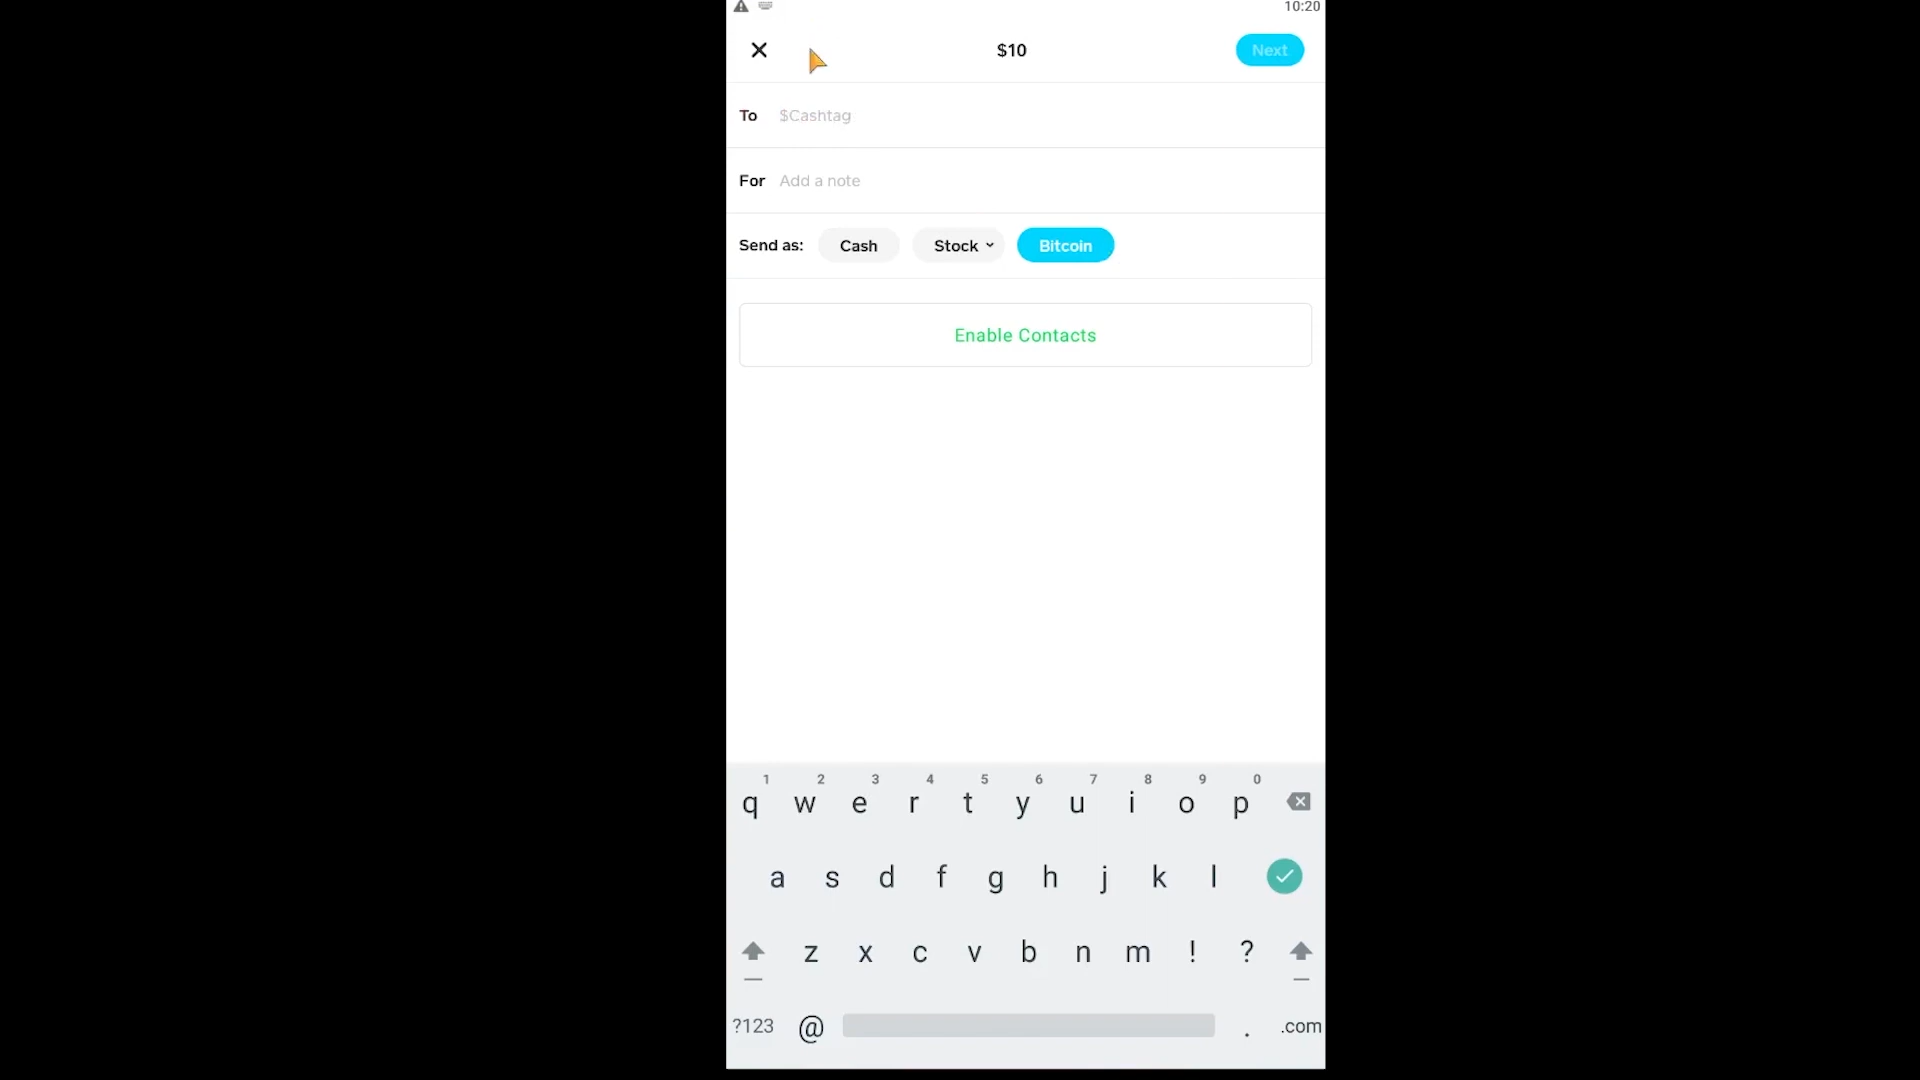 10:20
$10 Next
To $Cashtag
For Add a note
Send as: Cash Stock Bitcoin
Enable Contacts
1 2 3 4 5 6 7 8 9 0
q w e r t y u i o p
a s d f g h j k l
z x c v b n m ! ?
?123 @ . .com